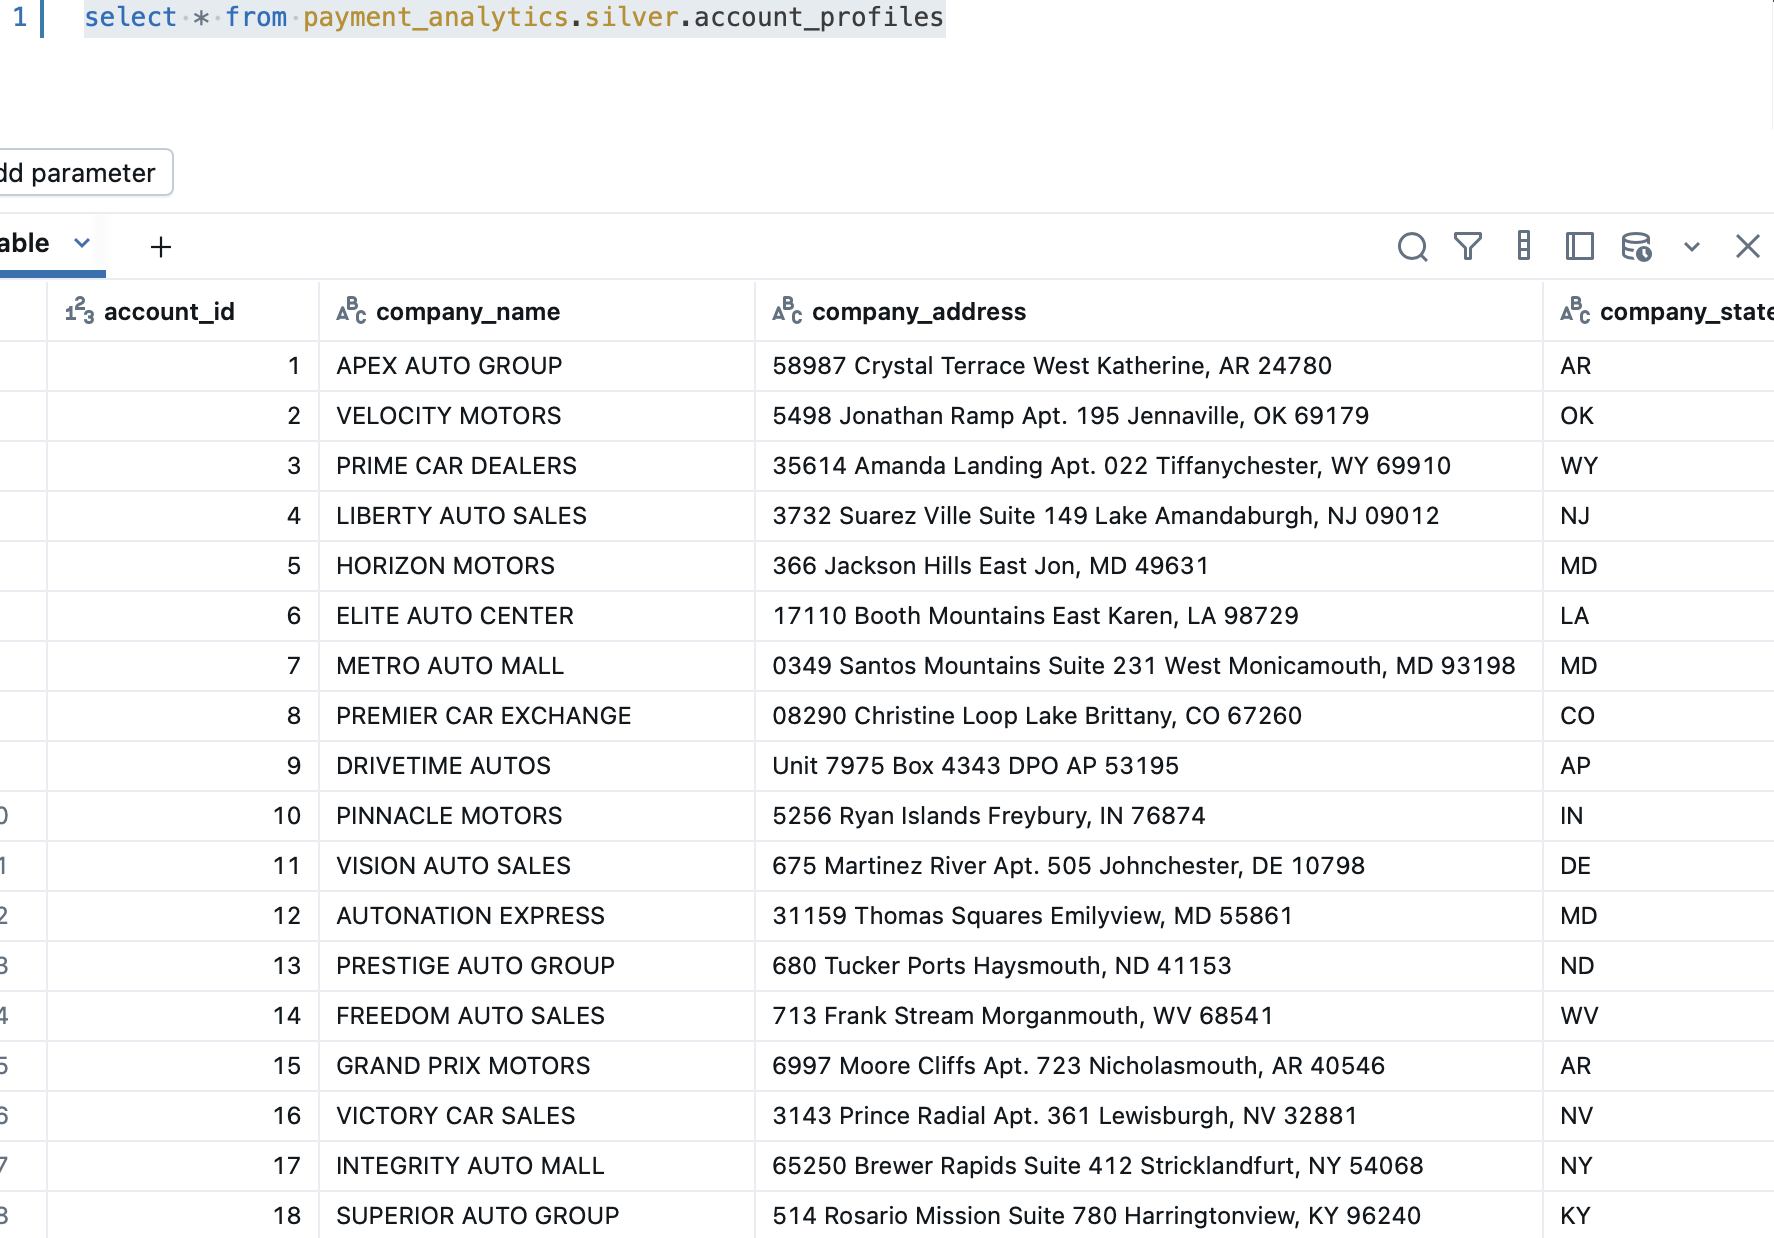 1 select * from payment_analytics.silver.account_profiles
dd parameter
able
account_id company_name company_address company_state
1 APEX AUTO GROUP 58987 Crystal Terrace West Katherine, AR 24780 AR
2 VELOCITY MOTORS 5498 Jonathan Ramp Apt. 195 Jennaville, OK 69179 OK
3 PRIME CAR DEALERS 35614 Amanda Landing Apt. 022 Tiffanychester, WY 69910 WY
4 LIBERTY AUTO SALES 3732 Suarez Ville Suite 149 Lake Amandaburgh, NJ 09012 NJ
5 HORIZON MOTORS 366 Jackson Hills East Jon, MD 49631 MD
6 ELITE AUTO CENTER 17110 Booth Mountains East Karen, LA 98729 LA
7 METRO AUTO MALL 0349 Santos Mountains Suite 231 West Monicamouth, MD 93198 MD
8 PREMIER CAR EXCHANGE 08290 Christine Loop Lake Brittany, CO 67260 CO
9 DRIVETIME AUTOS Unit 7975 Box 4343 DPO AP 53195 AP
0 10 PINNACLE MOTORS 5256 Ryan Islands Freybury, IN 76874 IN
1 11 VISION AUTO SALES 675 Martinez River Apt. 505 Johnchester, DE 10798 DE
2 12 AUTONATION EXPRESS 31159 Thomas Squares Emilyview, MD 55861 MD
3 13 PRESTIGE AUTO GROUP 680 Tucker Ports Haysmouth, ND 41153 ND
4 14 FREEDOM AUTO SALES 713 Frank Stream Morganmouth, WV 68541 WV
5 15 GRAND PRIX MOTORS 6997 Moore Cliffs Apt. 723 Nicholasmouth, AR 40546 AR
6 16 VICTORY CAR SALES 3143 Prince Radial Apt. 361 Lewisburgh, NV 32881 NV
7 17 INTEGRITY AUTO MALL 65250 Brewer Rapids Suite 412 Stricklandfurt, NY 54068 NY
8 18 SUPERIOR AUTO GROUP 514 Rosario Mission Suite 780 Harringtonview, KY 96240 KY